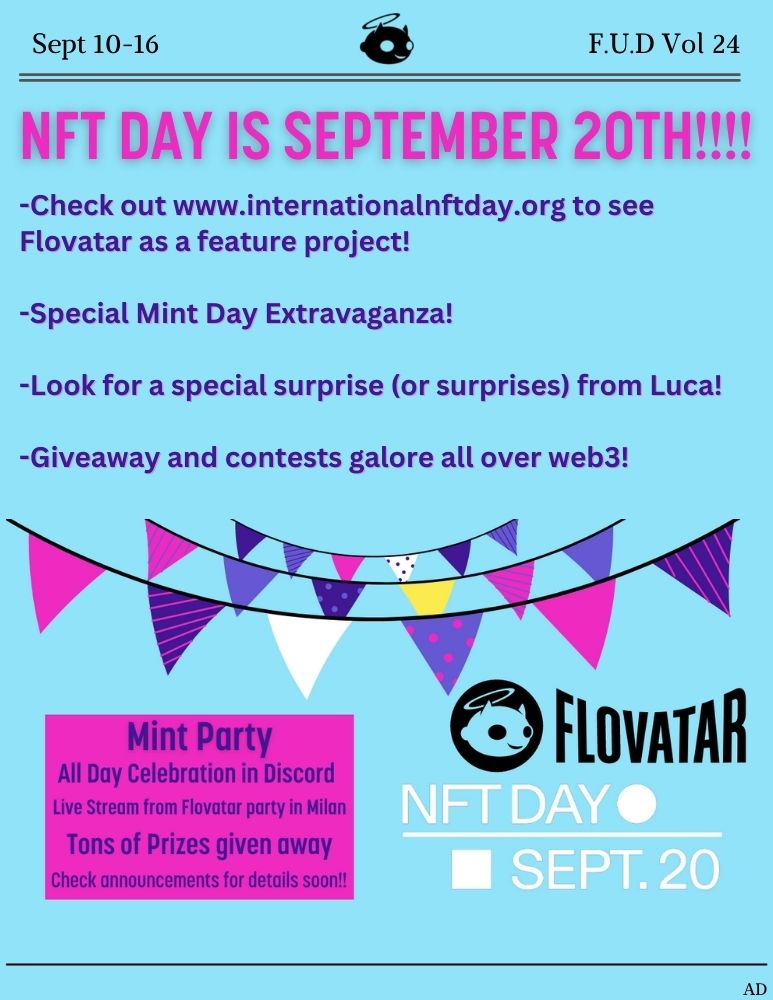 Sept 10-16
F.U.D Vol 24
NFT DAY IS SEPTEMBER 20TH!!!!
-Check out www.internationalnftday.org to see
Flovatar as a feature project!
-Special Mint Day Extravaganza!
-Look for a special surprise (or surprises) from Luca!
-Giveaway and contests galore all over web3!
Mint Party
All Day Celebration in Discord
Live Stream from Flovatar party in Milan
Tons of Prizes given away
Check announcements for details soon!!
FLOVATAR
NFT DAY
SEPT. 20
AD